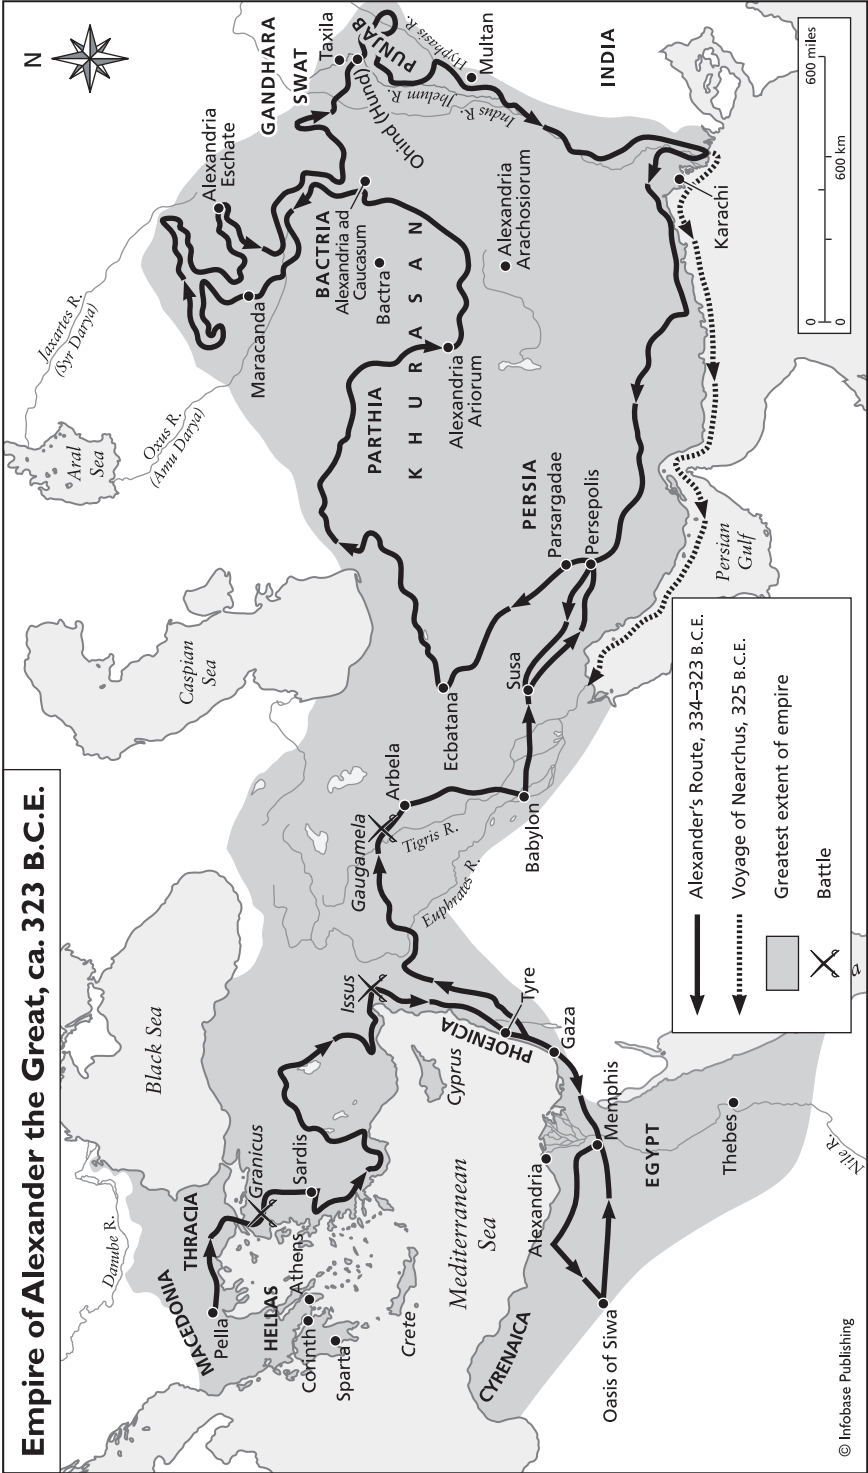 Empire of Alexander the Great, ca. 323 B.C.E.
N
Danube R.
Black Sea
Caspian
Sea
Aral
Sea
Jaxartes R.
(Syr Darya)
Oxus R.
(Amu Darya)
MACEDONIA
Pella
THRACIA
HELLAS
Corinth
Athens
Sparta
Granicus
Sardis
Crete
Mediterranean
Sea
Cyprus
Issus
PHOENICIA
Tyre
Gaza
CYRENAICA
Alexandria
Memphis
EGYPT
Oasis of Siwa
Thebes
Nile R.
Gaugamela
Arbela
Tigris R.
Euphrates R.
Babylon
Susa
Ecbatana
PERSIA
Parsargadae
Persepolis
Persian
Gulf
PARTHIA
KHURASAN
Alexandria
Ariorum
Maracanda
Alexandria
Eschate
BACTRIA
Alexandria ad
Caucasum
Bactra
Alexandria
Arachosiorum
GANDHARA
SWAT
Taxila
Ohind (Hund)
PUNJAB
Hyphasis R.
Jhelum R.
Indus R.
Multan
INDIA
Karachi
0
600 miles
0
600 km
Alexander's Route, 334–323 B.C.E.
Voyage of Nearchus, 325 B.C.E.
Greatest extent of empire
Battle
a
© Infobase Publishing